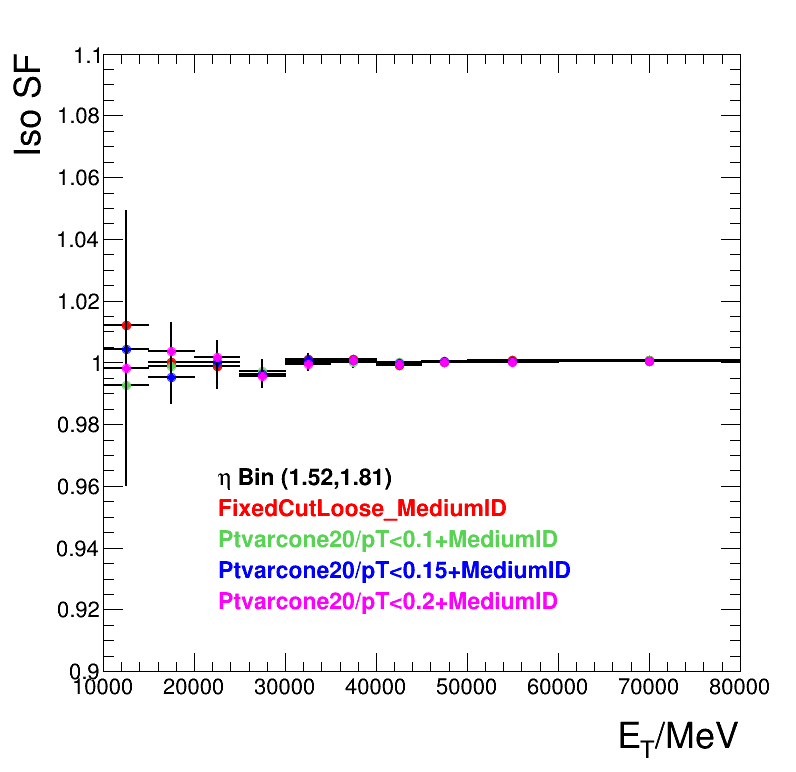 Iso SF
1.1
1.08
1.06
1.04
1.02
1
0.98
0.96
0.94
0.92
0.9
η Bin (1.52,1.81)
FixedCutLoose_MediumID
Ptvarcone20/pT<0.1+MediumID
Ptvarcone20/pT<0.15+MediumID
Ptvarcone20/pT<0.2+MediumID
10000 20000 30000 40000 50000 60000 70000 80000
E_T/MeV